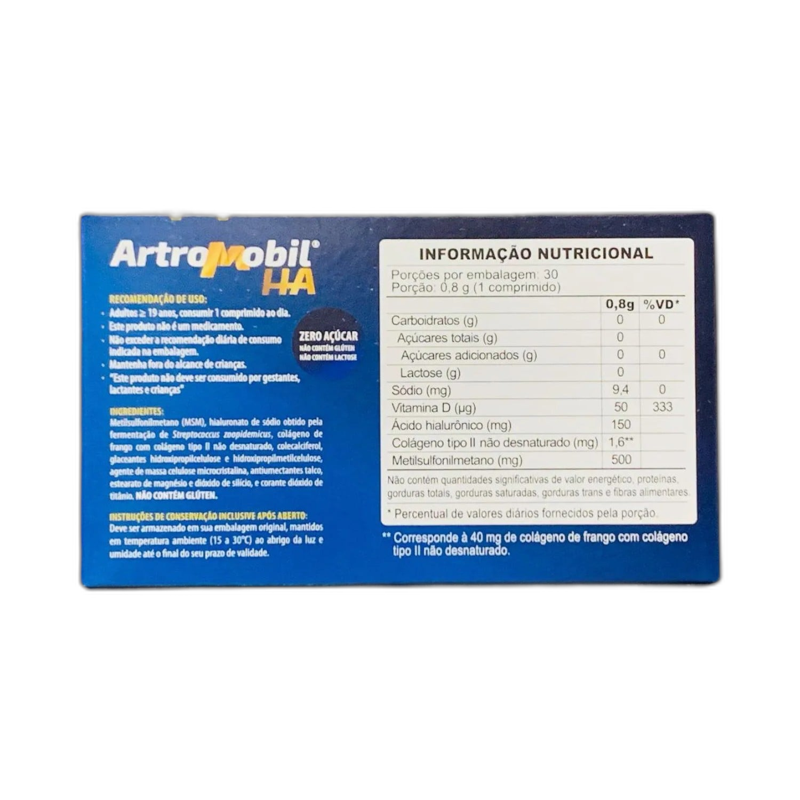 ArtroMobil®
HA
RECOMENDAÇÃO DE USO:
• Adultos ≥ 19 anos, consumir 1 comprimido ao dia.
• Este produto não é um medicamento.
• Não exceder a recomendação diária de consumo
indicada na embalagem.
• Mantenha fora do alcance de crianças.
• "Este produto não deve ser consumido por gestantes,
lactantes e crianças"
ZERO AÇÚCAR
NÃO CONTÉM GLÚTEN
NÃO CONTÉM LACTOSE
INGREDIENTES:
Metilsulfonilmetano (MSM), hialuronato de sódio obtido pela
fermentação de Streptococcus zoopidemicus, colágeno de
frango com colágeno tipo II não desnaturado, colecalciferol,
glaceantes hidroxipropilcelulose e hidroxipropilmetilcelulose,
agente de massa celulose microcristalina, antiumectantes talco,
estearato de magnésio e dióxido de silício, e corante dióxido de
titânio. NÃO CONTÉM GLÚTEN.
INSTRUÇÕES DE CONSERVAÇÃO INCLUSIVE APÓS ABERTO:
Deve ser armazenado em sua embalagem original, mantidos
em temperatura ambiente (15 a 30°C) ao abrigo da luz e
umidade até o final do seu prazo de validade.
INFORMAÇÃO NUTRICIONAL
Porções por embalagem: 30
Porção: 0,8 g (1 comprimido)
0,8g %VD*
Carboidratos (g) 0 0
Açúcares totais (g) 0
Açúcares adicionados (g) 0 0
Lactose (g) 0
Sódio (mg) 9,4 0
Vitamina D (µg) 50 333
Ácido hialurônico (mg) 150
Colágeno tipo II não desnaturado (mg) 1,6**
Metilsulfonilmetano (mg) 500
Não contém quantidades significativas de valor energético, proteínas,
gorduras totais, gorduras saturadas, gorduras trans e fibras alimentares.
* Percentual de valores diários fornecidos pela porção.
** Corresponde à 40 mg de colágeno de frango com colágeno
tipo II não desnaturado.